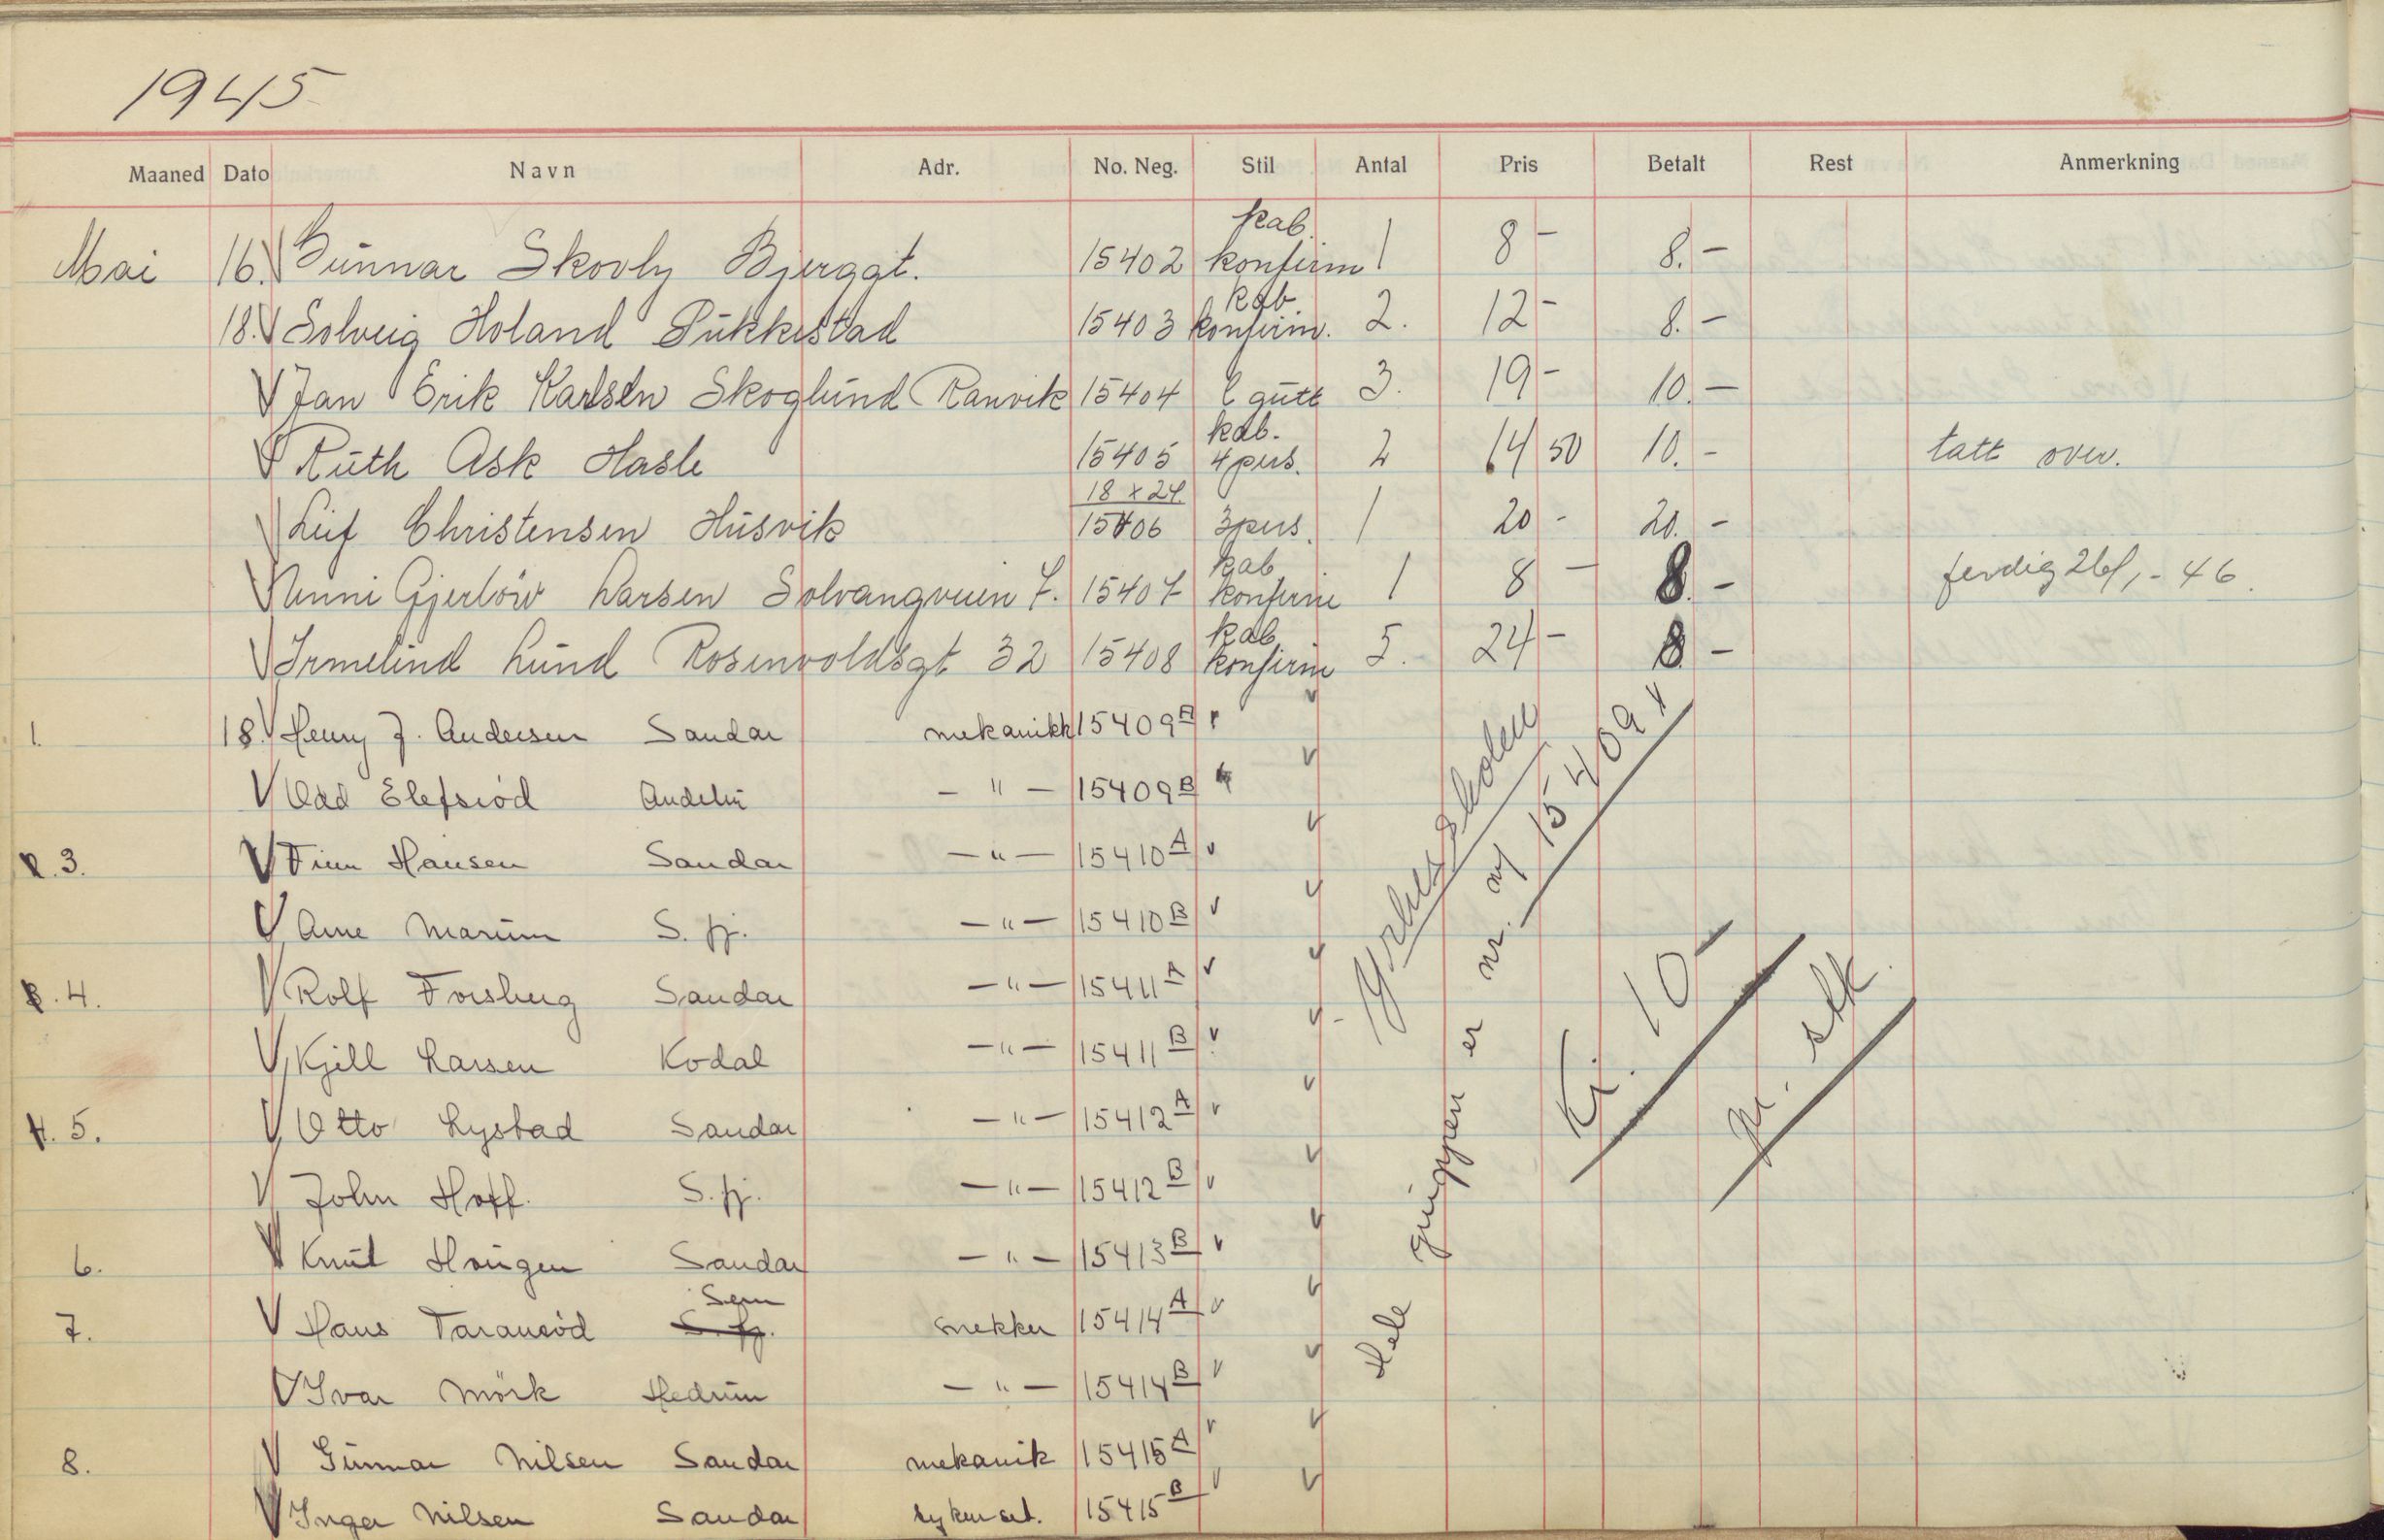 1945
Maaned Dato Navn Adr. No. Neg. Stil Antal Pris Betalt Rest Anmerkning
Mai 16. Gunnar Skovly Bjerggt. 15402 kab. konfirm 1 8 - 8. -
18. Solveig Holand Pukkestad 15403 kab konfirm. 2. 12 - 8. -
Jan Erik Karlsen Skoglund Ranvik 15404 l gutt 3. 19 - 10. -
Ruth Ask Hasle 15405 kab. 4 pers. 2 14 50 10. - tatt over.
Leif Christensen Husvik 18 x 24 15406 3 pers. 1 20 - 20. -
Anni Gjerlöw Larsen Solvangveien 7. 15407 kab konfirm 1 8 - 8. - ferdig 26/1 - 46.
Irmelind Lund Rosenvoldsgt 32 15408 kab konfirm 5. 24 - 8 -
1. 18. Henry J. Andersen Sandar mekanikk 15409 A
Odd Elefsröd Andebu - " - 15409 B
3. Finn Hansen Sandar - " - 15410 A
Arne Marum S. fj. - " - 15410 B
4. Rolf Forsberg Sandar - " - 15411 A
Kjell Larsen Kodal - " - 15411 B
5. Otto Lystad Sandar - " - 15412 A
John Hoff. S. fj. - " - 15412 B
6. Knut Haugen Sandar - " - 15413 B
7. Hans Taranröd S. fj. Sem snekker 15414 A
Ivar Mörk Hedrum - " - 15414 B
8. Gunnar Nilsen Sandar mekanik 15415 A
Inger Nilsen Sandar 15415 B
Yrkesskolen
Hele gruppen er nr. 15409
Kr. 10 -
pr. stk.